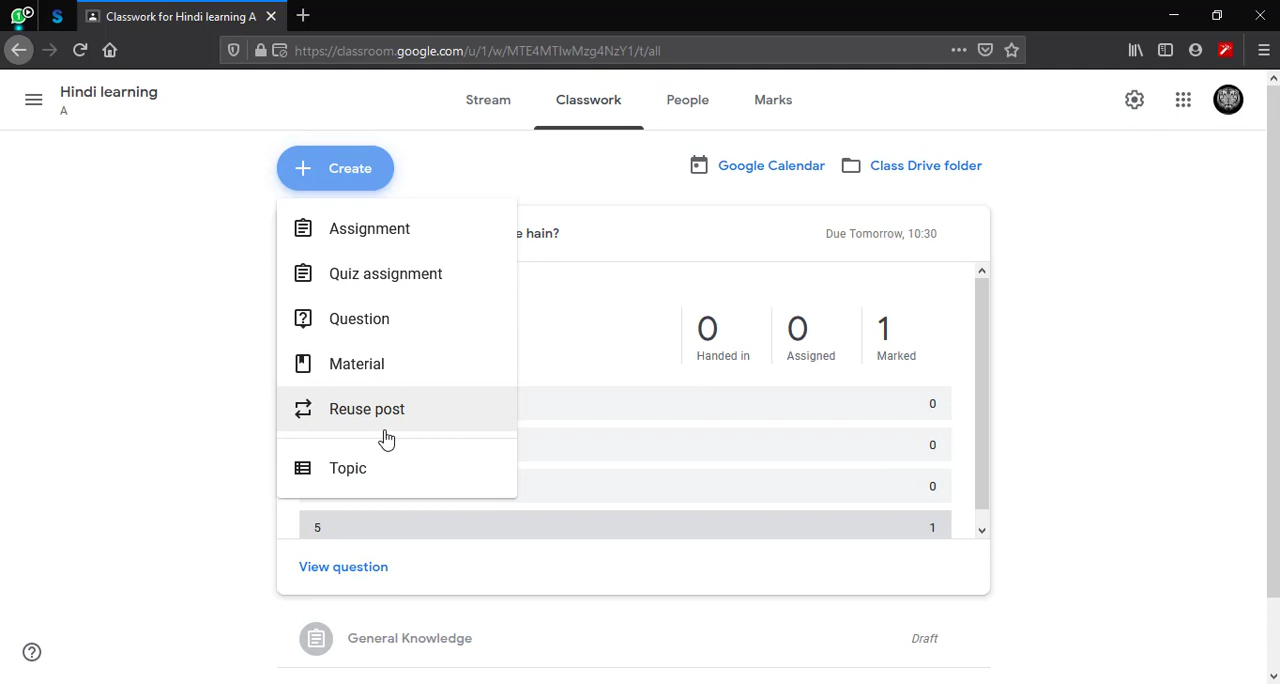 Classwork for Hindi learning A
https://classroom.google.com/u/1/w/MTE4MTIwMzg4NzY1/t/all
Hindi learning
A
Stream
Classwork
People
Marks
Create
Google Calendar
Class Drive folder
Assignment
e hain?
Due Tomorrow, 10:30
Quiz assignment
Question
0
Handed in
0
Assigned
1
Marked
Material
Reuse post
0
0
Topic
0
5
1
View question
General Knowledge
Draft